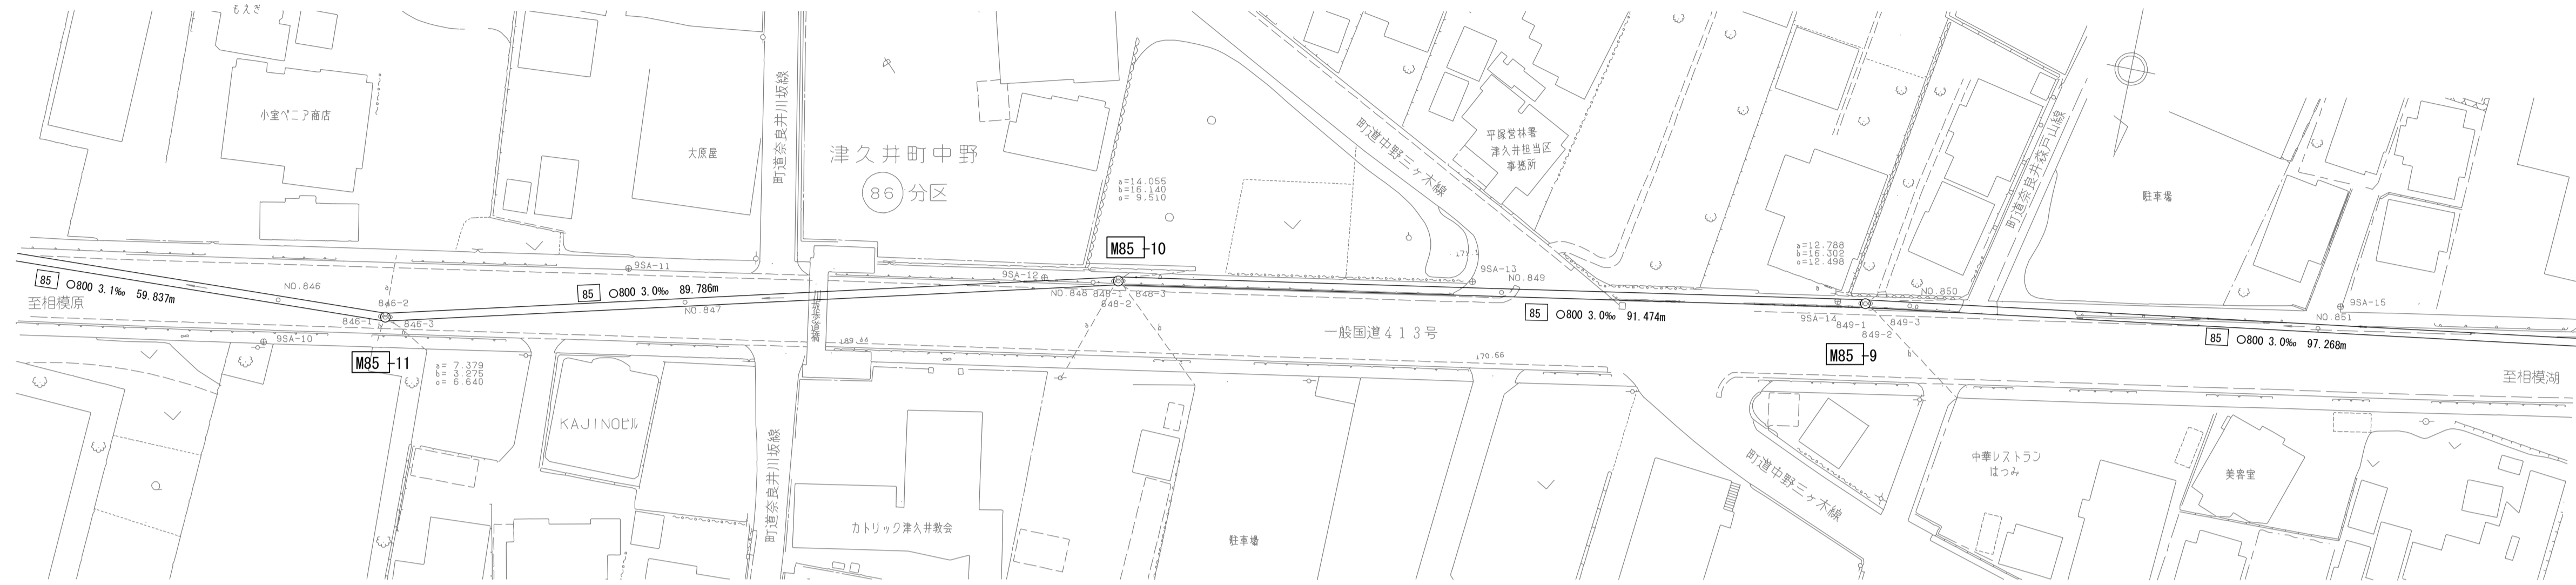 もえぎ
小室ベニア商店
大原屋
町道奈良井川坂線
津久井町中野
86 分区
a=14.055
b=16.140
c= 9.510
M85 -10
町道中野三ヶ木線
平塚営林署
津久井担当区
事務所
a=12.788
b=16.302
c=12.498
町道奈良井森戸山線
駐車場
85 ○800 3.1‰ 59.837m
至相模原
NO.846
846-2
846-1
846-3
9SA-10
M85 -11
a= 7.379
b= 3.275
c= 6.640
9SA-11
85 ○800 3.0‰ 89.786m
NO.847
9SA-12
NO.848
848-1
848-3
848-2
171.1
9SA-13
NO.849
85 ○800 3.0‰ 91.474m
一般国道413号
170.66
NO.850
9SA-14
849-1
849-3
849-2
M85 -9
9SA-15
NO.851
85 ○800 3.0‰ 97.268m
至相模湖
KAJINOビル
町道奈良井川坂線
カトリック津久井教会
駐車場
町道中野三ヶ木線
中華レストラン
はつみ
美容室